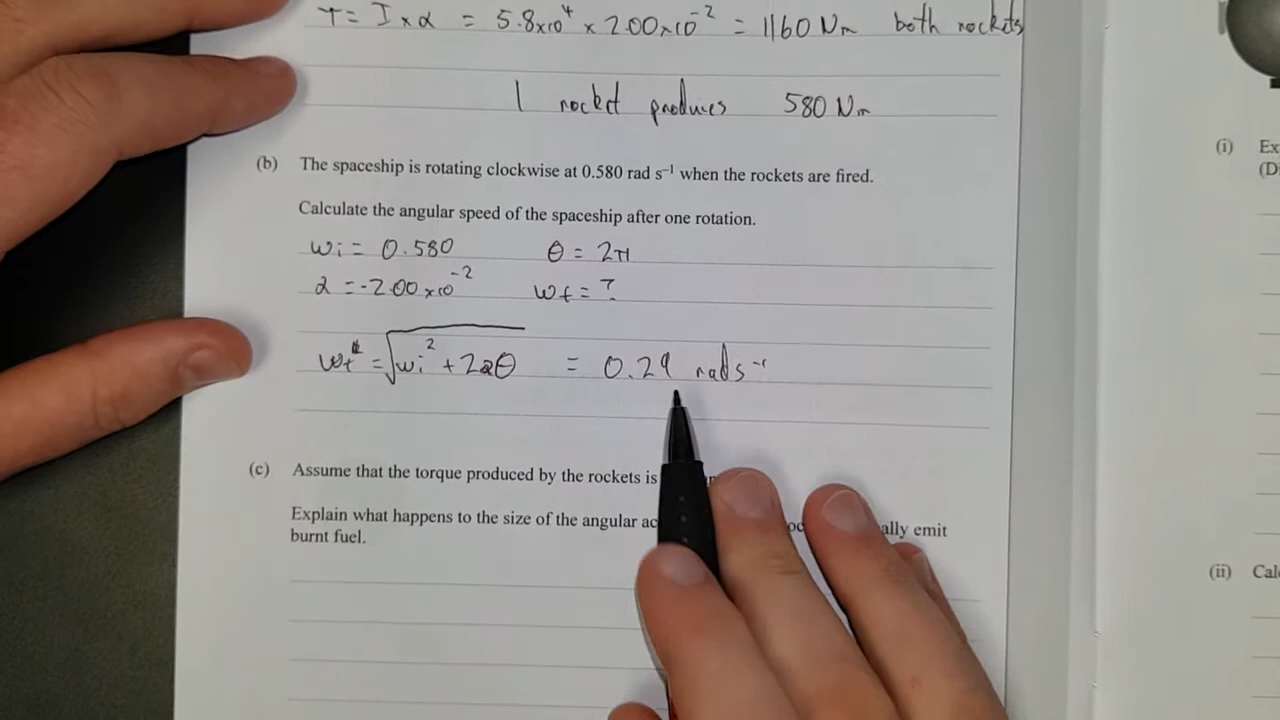 τ = I × α = 5.8×10⁴ × 2.00×10⁻² = 1160 Nm both rockets
1 rocket produces 580 Nm
(b) The spaceship is rotating clockwise at 0.580 rad s⁻¹ when the rockets are fired.
Calculate the angular speed of the spaceship after one rotation.
ωi = 0.580 θ = 2π
α = -2.00 ×10⁻² ωf = ?
ωf = √ωi² + 2αθ = 0.29 rads⁻¹
(c) Assume that the torque produced by the rockets is
Explain what happens to the size of the angular ac
burnt fuel.
(i) Ex
(D
(ii) Calc